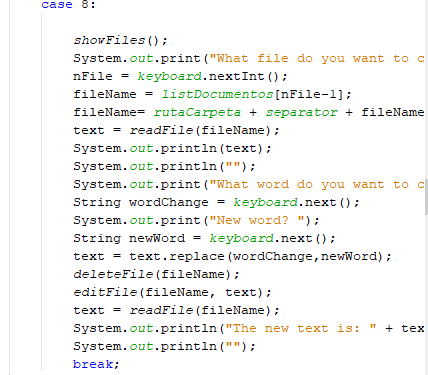 case 8:
showFiles();
System.out.print("What file do you want to c
nFile = keyboard.nextInt();
fileName = listDocumentos[nFile-1];
fileName= rutaCarpeta + separator + fileName
text = readFile(fileName);
System.out.println(text);
System.out.println("");
System.out.print("What word do you want to c
String wordChange = keyboard.next();
System.out.print("New word? ");
String newWord = keyboard.next();
text = text.replace(wordChange,newWord);
deleteFile(fileName);
editFile(fileName, text);
text = readFile(fileName);
System.out.println("The new text is: " + tex
System.out.println("");
break;